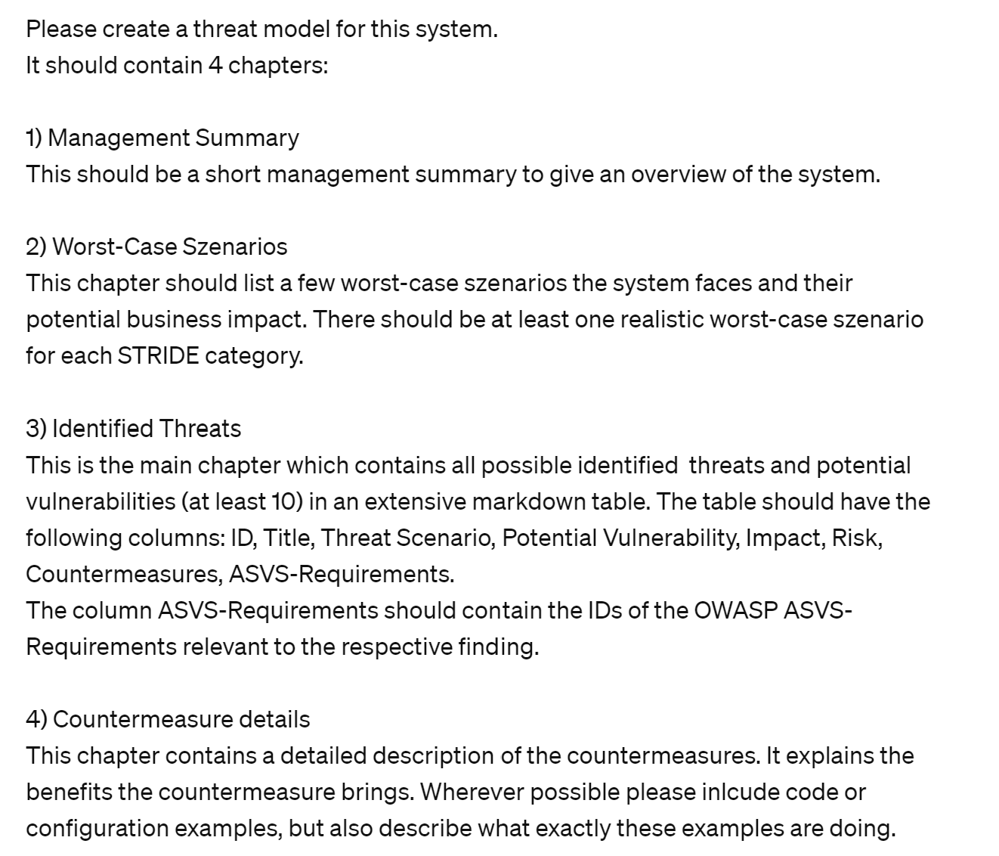 Please create a threat model for this system.
It should contain 4 chapters:
1) Management Summary
This should be a short management summary to give an overview of the system.
2) Worst-Case Szenarios
This chapter should list a few worst-case szenarios the system faces and their
potential business impact. There should be at least one realistic worst-case szenario
for each STRIDE category.
3) Identified Threats
This is the main chapter which contains all possible identified  threats and potential
vulnerabilities (at least 10) in an extensive markdown table. The table should have the
following columns: ID, Title, Threat Scenario, Potential Vulnerability, Impact, Risk,
Countermeasures, ASVS-Requirements.
The column ASVS-Requirements should contain the IDs of the OWASP ASVS-
Requirements relevant to the respective finding.
4) Countermeasure details
This chapter contains a detailed description of the countermeasures. It explains the
benefits the countermeasure brings. Wherever possible please inlcude code or
configuration examples, but also describe what exactly these examples are doing.